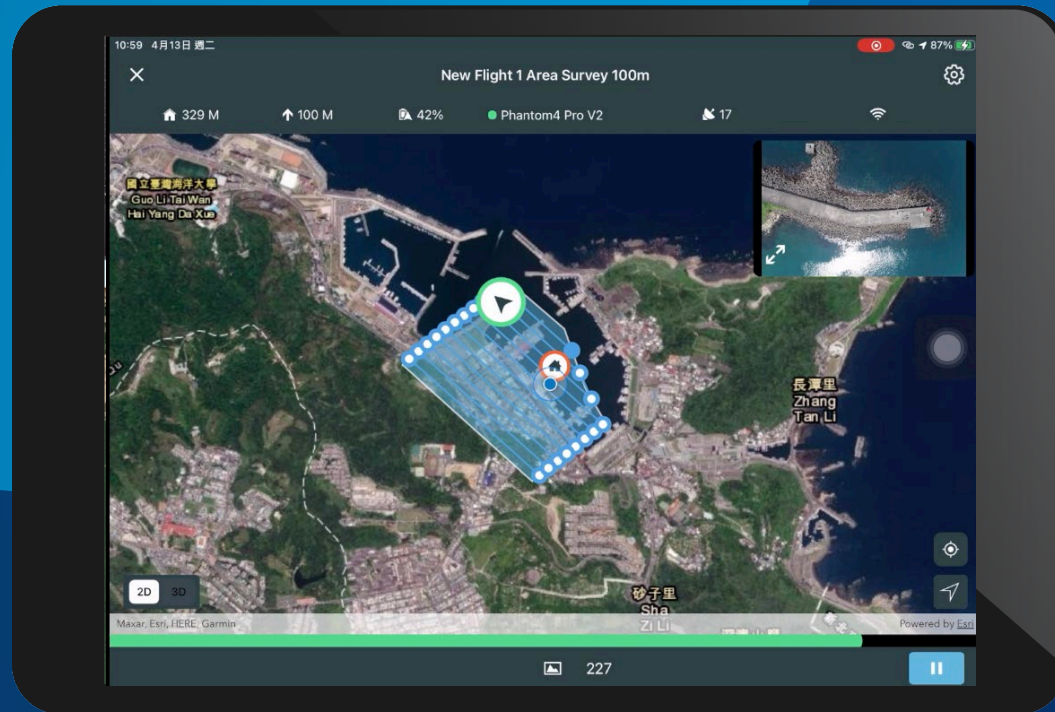 10:59 4月13日 週二
87%
New Flight 1 Area Survey 100m
329 M
100 M
42%
Phantom4 Pro V2
17
國立臺灣海洋大學
Guo Li Tai Wan
Hai Yang Da Xue
長潭里
Zhang
Tan Li
砂子里
Sha
Zi Li
2D
3D
Maxar, Esri, HERE, Garmin
Powered by Esri
227